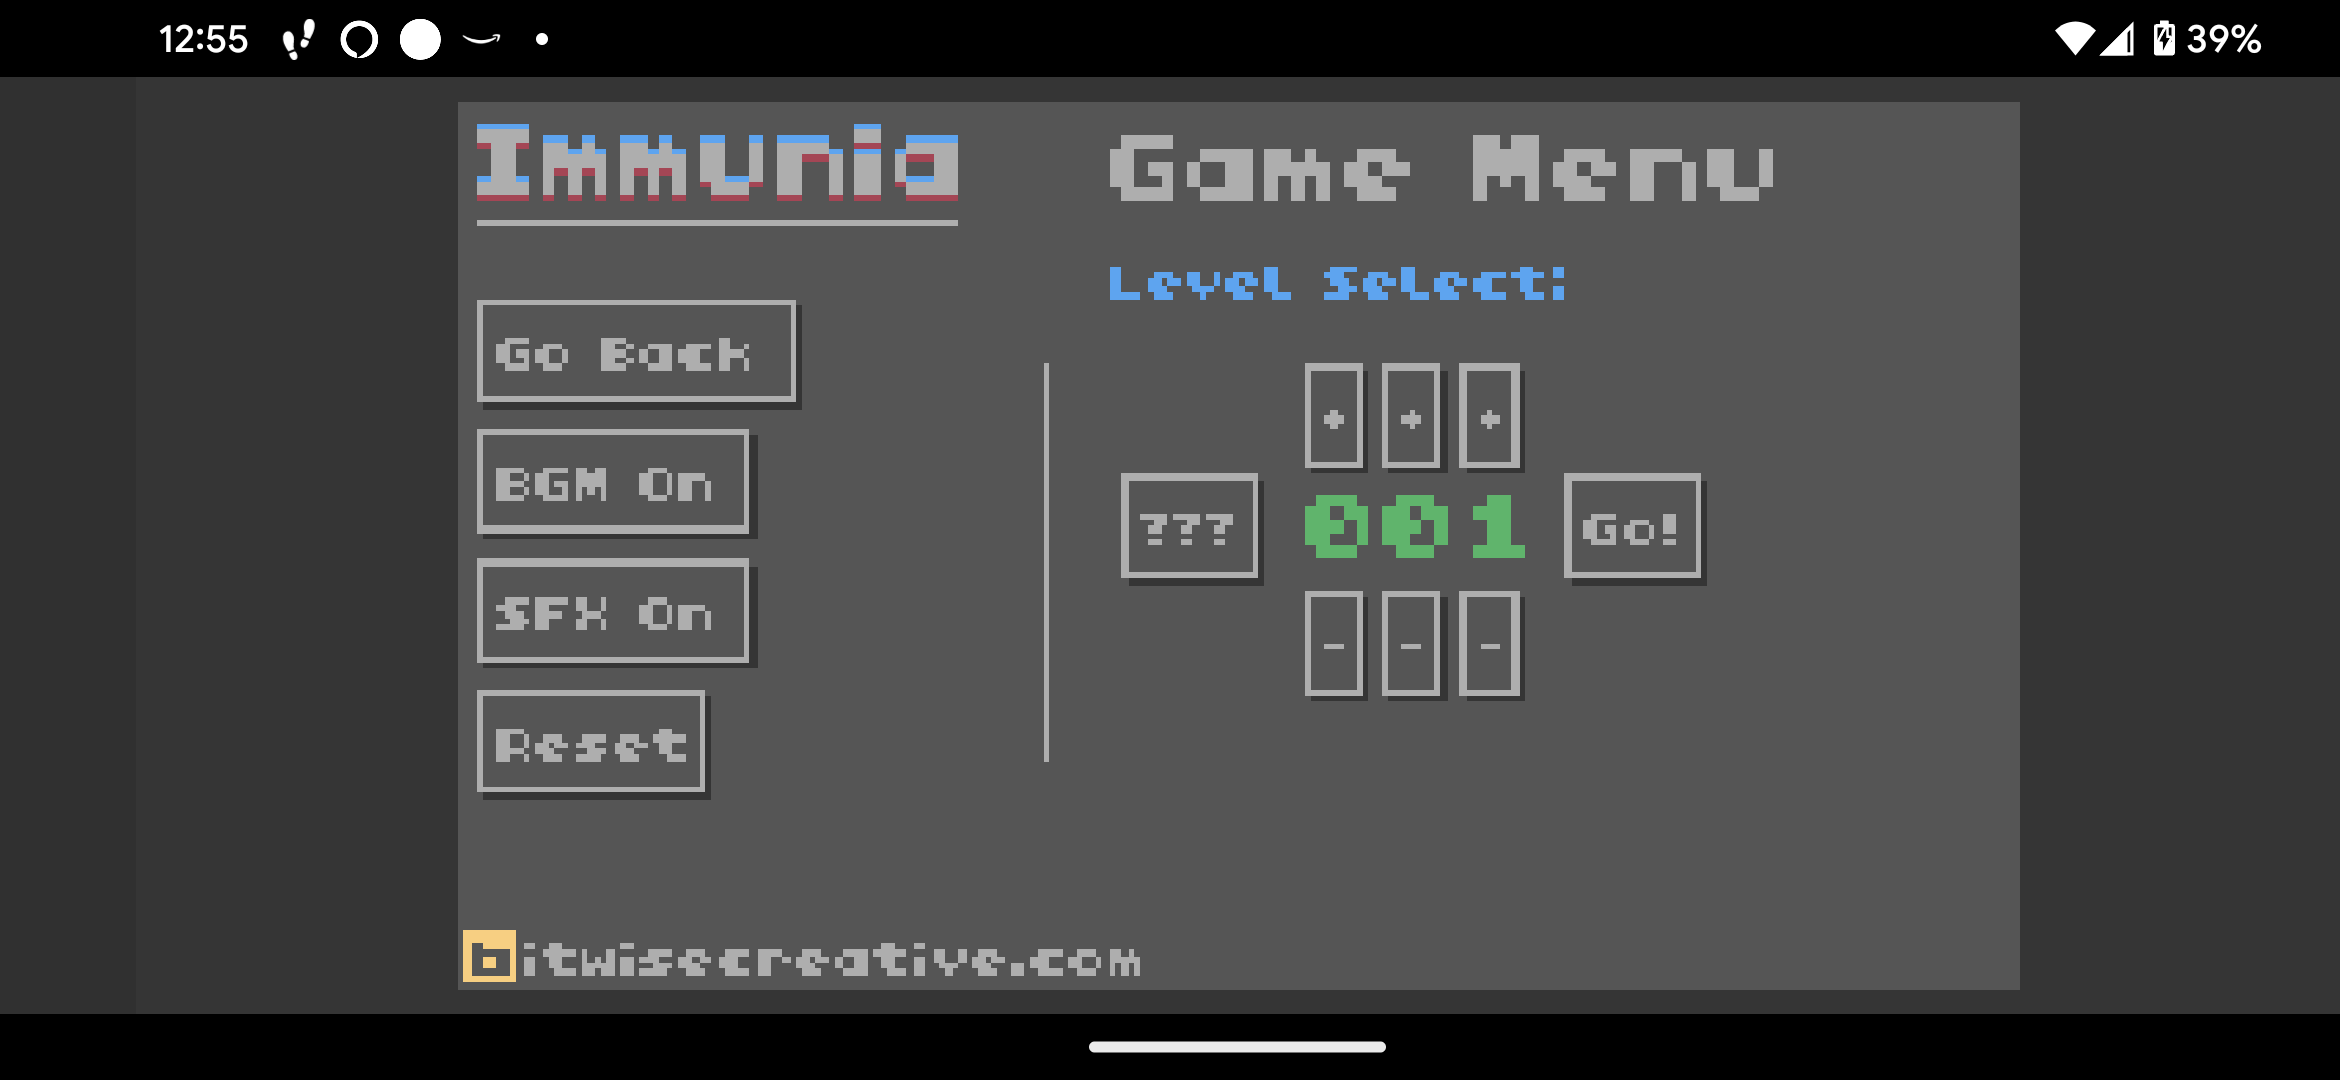 12:55 39%
Immunia
Game Menu
Level Select:
Go Back
BGM On
SFX On
Reset
+ + +
??? 001 Go!
- - -
bitwisecreative.com